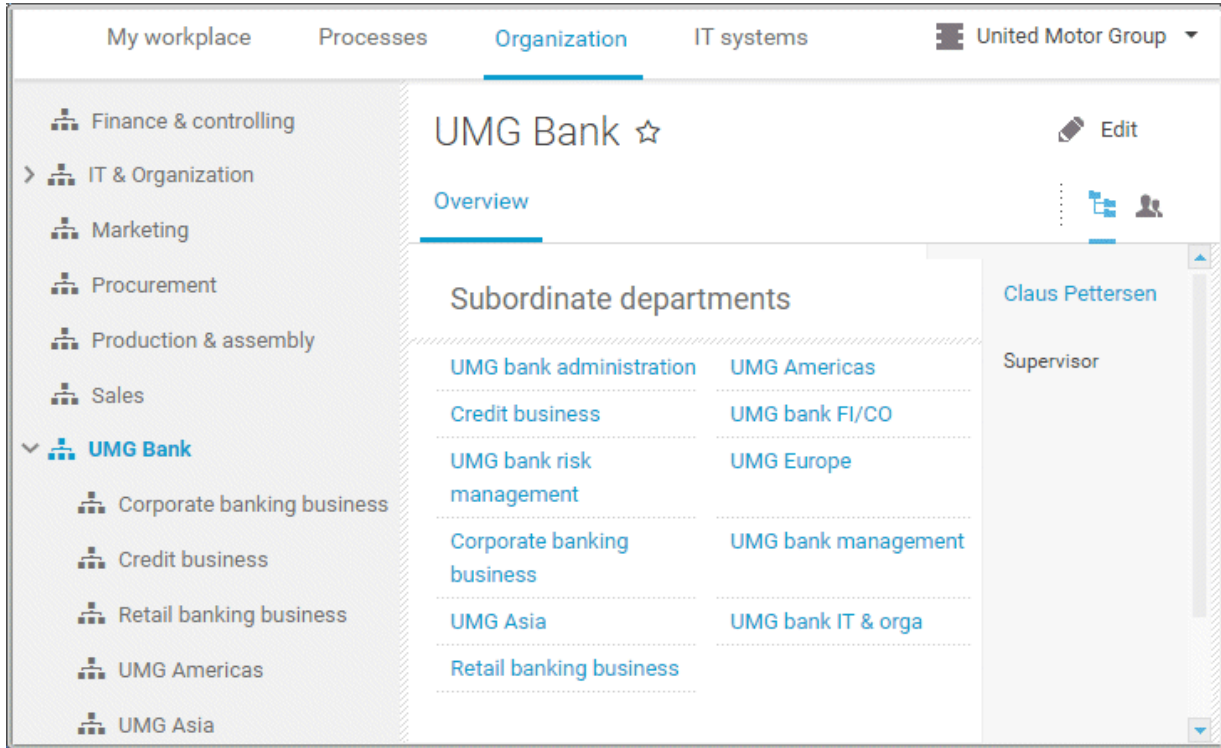 My workplace
Processes
Organization
IT systems
United Motor Group
Finance & controlling
IT & Organization
Marketing
Procurement
Production & assembly
Sales
UMG Bank
Corporate banking business
Credit business
Retail banking business
UMG Americas
UMG Asia
UMG Bank
Edit
Overview
Subordinate departments
UMG bank administration
UMG Americas
Credit business
UMG bank FI/CO
UMG bank risk
management
UMG Europe
Corporate banking
business
UMG bank management
UMG Asia
UMG bank IT & orga
Retail banking business
Claus Pettersen
Supervisor